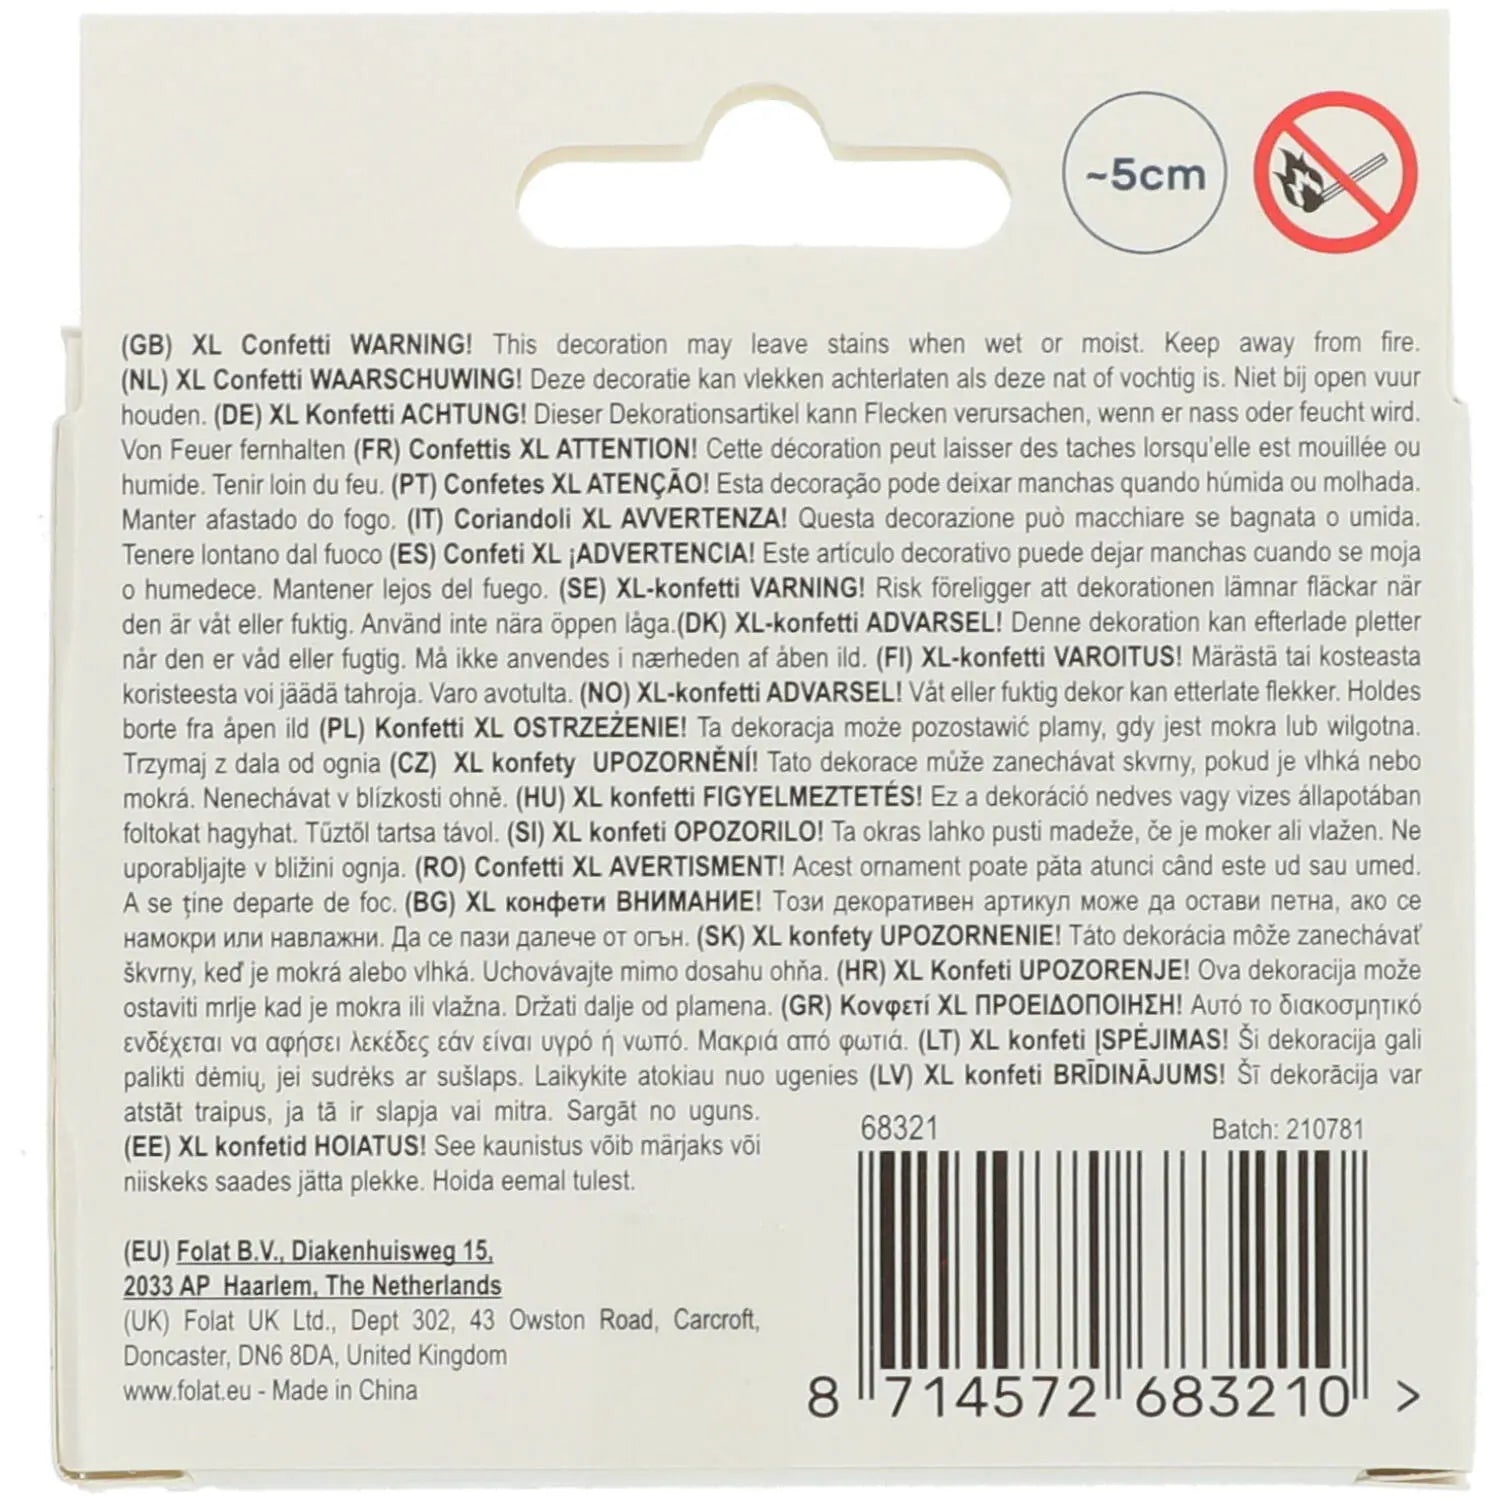 ~5cm
(GB) XL Confetti WARNING! This decoration may leave stains when wet or moist. Keep away from fire.
(NL) XL Confetti WAARSCHUWING! Deze decoratie kan vlekken achterlaten als deze nat of vochtig is. Niet bij open vuur
houden. (DE) XL Konfetti ACHTUNG! Dieser Dekorationsartikel kann Flecken verursachen, wenn er nass oder feucht wird.
Von Feuer fernhalten (FR) Confettis XL ATTENTION! Cette décoration peut laisser des taches lorsqu'elle est mouillée ou
humide. Tenir loin du feu. (PT) Confetes XL ATENÇÃO! Esta decoração pode deixar manchas quando húmida ou molhada.
Manter afastado do fogo. (IT) Coriandoli XL AVVERTENZA! Questa decorazione può macchiare se bagnata o umida.
Tenere lontano dal fuoco (ES) Confeti XL ¡ADVERTENCIA! Este artículo decorativo puede dejar manchas cuando se moja
o humedece. Mantener lejos del fuego. (SE) XL-konfetti VARNING! Risk föreligger att dekorationen lämnar fläckar när
den är våt eller fuktig. Använd inte nära öppen låga.(DK) XL-konfetti ADVARSEL! Denne dekoration kan efterlade pletter
når den er våd eller fugtig. Må ikke anvendes i nærheden af åben ild. (FI) XL-konfetti VAROITUS! Märästä tai kosteasta
koristeesta voi jäädä tahroja. Varo avotulta. (NO) XL-konfetti ADVARSEL! Våt eller fuktig dekor kan etterlate flekker. Holdes
borte fra åpen ild (PL) Konfetti XL OSTRZEŻENIE! Ta dekoracja może pozostawić plamy, gdy jest mokra lub wilgotna.
Trzymaj z dala od ognia (CZ) XL konfety UPOZORNĚNÍ! Tato dekorace může zanechávat skvrny, pokud je vlhká nebo
mokrá. Nenechávat v blízkosti ohně. (HU) XL konfetti FIGYELMEZTETÉS! Ez a dekoráció nedves vagy vizes állapotában
foltokat hagyhat. Tűztől tartsa távol. (SI) XL konfeti OPOZORILO! Ta okras lahko pusti madeže, če je moker ali vlažen. Ne
uporabljajte v bližini ognja. (RO) Confetti XL AVERTISMENT! Acest ornament poate păta atunci când este ud sau umed.
A se ține departe de foc. (BG) XL конфети ВНИМАНИЕ! Този декоративен артикул може да остави петна, ако се
намокри или навлажни. Да се пази далече от огън. (SK) XL konfety UPOZORNENIE! Táto dekorácia môže zanechávať
škvrny, keď je mokrá alebo vlhká. Uchovávajte mimo dosahu ohňa. (HR) XL Konfeti UPOZORENJE! Ova dekoracija može
ostaviti mrlje kad je mokra ili vlažna. Držati dalje od plamena. (GR) Κονφετί XL ΠΡΟΕΙΔΟΠΟΙΗΣΗ! Αυτό το διακοσμητικό
ενδέχεται να αφήσει λεκέδες εάν είναι υγρό ή νωπό. Μακριά από φωτιά. (LT) XL konfeti ĮSPĖJIMAS! Ši dekoracija gali
palikti dėmių, jei sudrėks ar sušlaps. Laikykite atokiau nuo ugenies (LV) XL konfeti BRĪDINĀJUMS! Šī dekorācija var
atstāt traipus, ja tā ir slapja vai mitra. Sargāt no uguns.
(EE) XL konfetid HOIATUS! See kaunistus võib märjaks või
niiskeks saades jätta plekke. Hoida eemal tulest.
68321 Batch: 210781
(EU) Folat B.V., Diakenhuisweg 15,
2033 AP Haarlem, The Netherlands
(UK) Folat UK Ltd., Dept 302, 43 Owston Road, Carcroft,
Doncaster, DN6 8DA, United Kingdom
www.folat.eu - Made in China
8 714572 683210 >